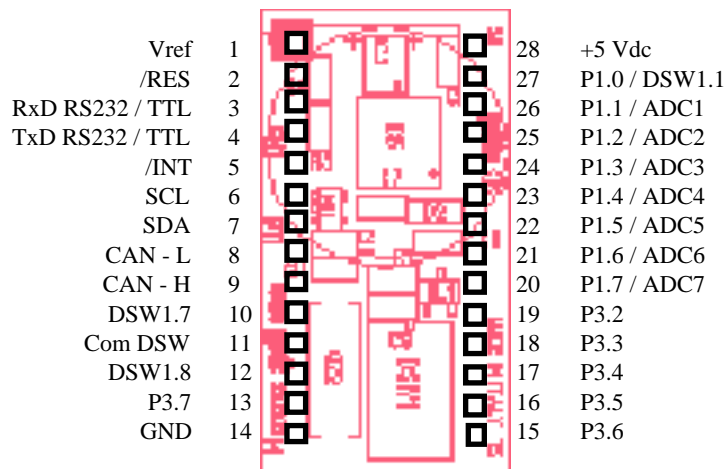 Vref 1 28 +5 Vdc
/RES 2 27 P1.0 / DSW1.1
RxD RS232 / TTL 3 26 P1.1 / ADC1
TxD RS232 / TTL 4 25 P1.2 / ADC2
/INT 5 24 P1.3 / ADC3
SCL 6 23 P1.4 / ADC4
SDA 7 22 P1.5 / ADC5
CAN - L 8 21 P1.6 / ADC6
CAN - H 9 20 P1.7 / ADC7
DSW1.7 10 19 P3.2
Com DSW 11 18 P3.3
DSW1.8 12 17 P3.4
P3.7 13 16 P3.5
GND 14 15 P3.6